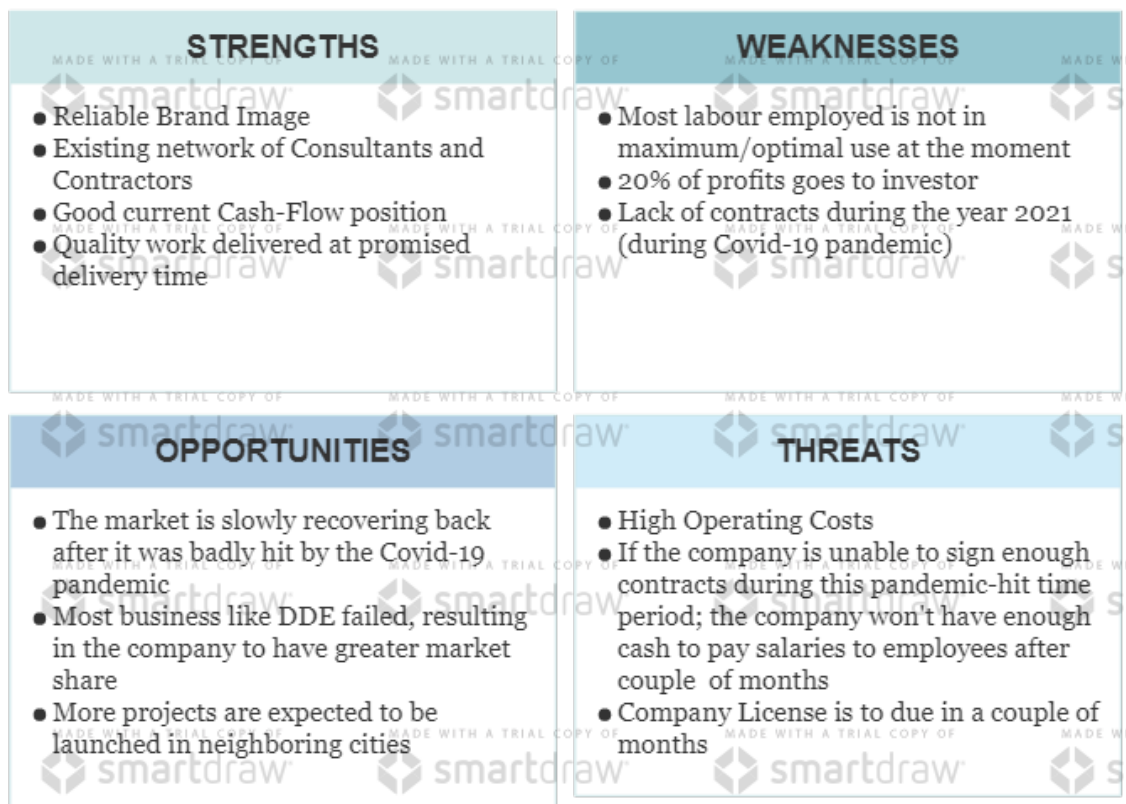 STRENGTHS
● Reliable Brand Image
● Existing network of Consultants and
Contractors
● Good current Cash-Flow position
● Quality work delivered at promised
delivery time
WEAKNESSES
● Most labour employed is not in
maximum/optimal use at the moment
● 20% of profits goes to investor
● Lack of contracts during the year 2021
(during Covid-19 pandemic)
OPPORTUNITIES
● The market is slowly recovering back
after it was badly hit by the Covid-19
pandemic
● Most business like DDE failed, resulting
in the company to have greater market
share
● More projects are expected to be
launched in neighboring cities
THREATS
● High Operating Costs
● If the company is unable to sign enough
contracts during this pandemic-hit time
period; the company won't have enough
cash to pay salaries to employees after
couple of months
● Company License is to due in a couple of
months
MADE WITH A TRIAL COPY OF
smartdraw